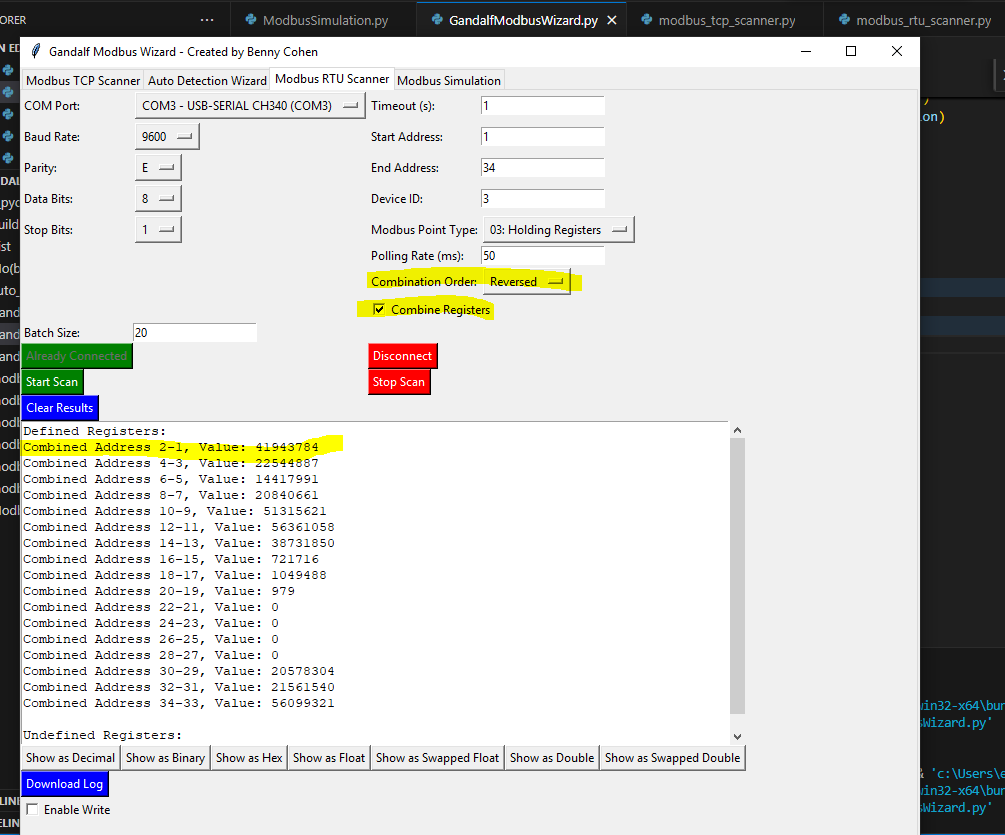 ORER
...
ModbusSimulation.py
GandalfModbusWizard.py
modbus_tcp_scanner.py
modbus_rtu_scanner.py
Gandalf Modbus Wizard - Created by Benny Cohen
Modbus TCP Scanner
Auto Detection Wizard
Modbus RTU Scanner
Modbus Simulation
COM Port:
COM3 - USB-SERIAL CH340 (COM3)
Timeout (s):
1
Baud Rate:
9600
Start Address:
1
Parity:
E
End Address:
34
Data Bits:
8
Device ID:
3
Stop Bits:
1
Modbus Point Type:
03: Holding Registers
Polling Rate (ms):
50
Combination Order:
Reversed
Combine Registers
Batch Size:
20
Already Connected
Disconnect
Start Scan
Stop Scan
Clear Results
Defined Registers:
Combined Address 2-1, Value: 41943784
Combined Address 4-3, Value: 22544887
Combined Address 6-5, Value: 14417991
Combined Address 8-7, Value: 20840661
Combined Address 10-9, Value: 51315621
Combined Address 12-11, Value: 56361058
Combined Address 14-13, Value: 38731850
Combined Address 16-15, Value: 721716
Combined Address 18-17, Value: 1049488
Combined Address 20-19, Value: 979
Combined Address 22-21, Value: 0
Combined Address 24-23, Value: 0
Combined Address 26-25, Value: 0
Combined Address 28-27, Value: 0
Combined Address 30-29, Value: 20578304
Combined Address 32-31, Value: 21561540
Combined Address 34-33, Value: 56099321
Undefined Registers:
Show as Decimal
Show as Binary
Show as Hex
Show as Float
Show as Swapped Float
Show as Double
Show as Swapped Double
Download Log
Enable Write
ion)
win32-x64\bun
sWizard.py'
& 'c:\Users\e
win32-x64\bun
sWizard.py'